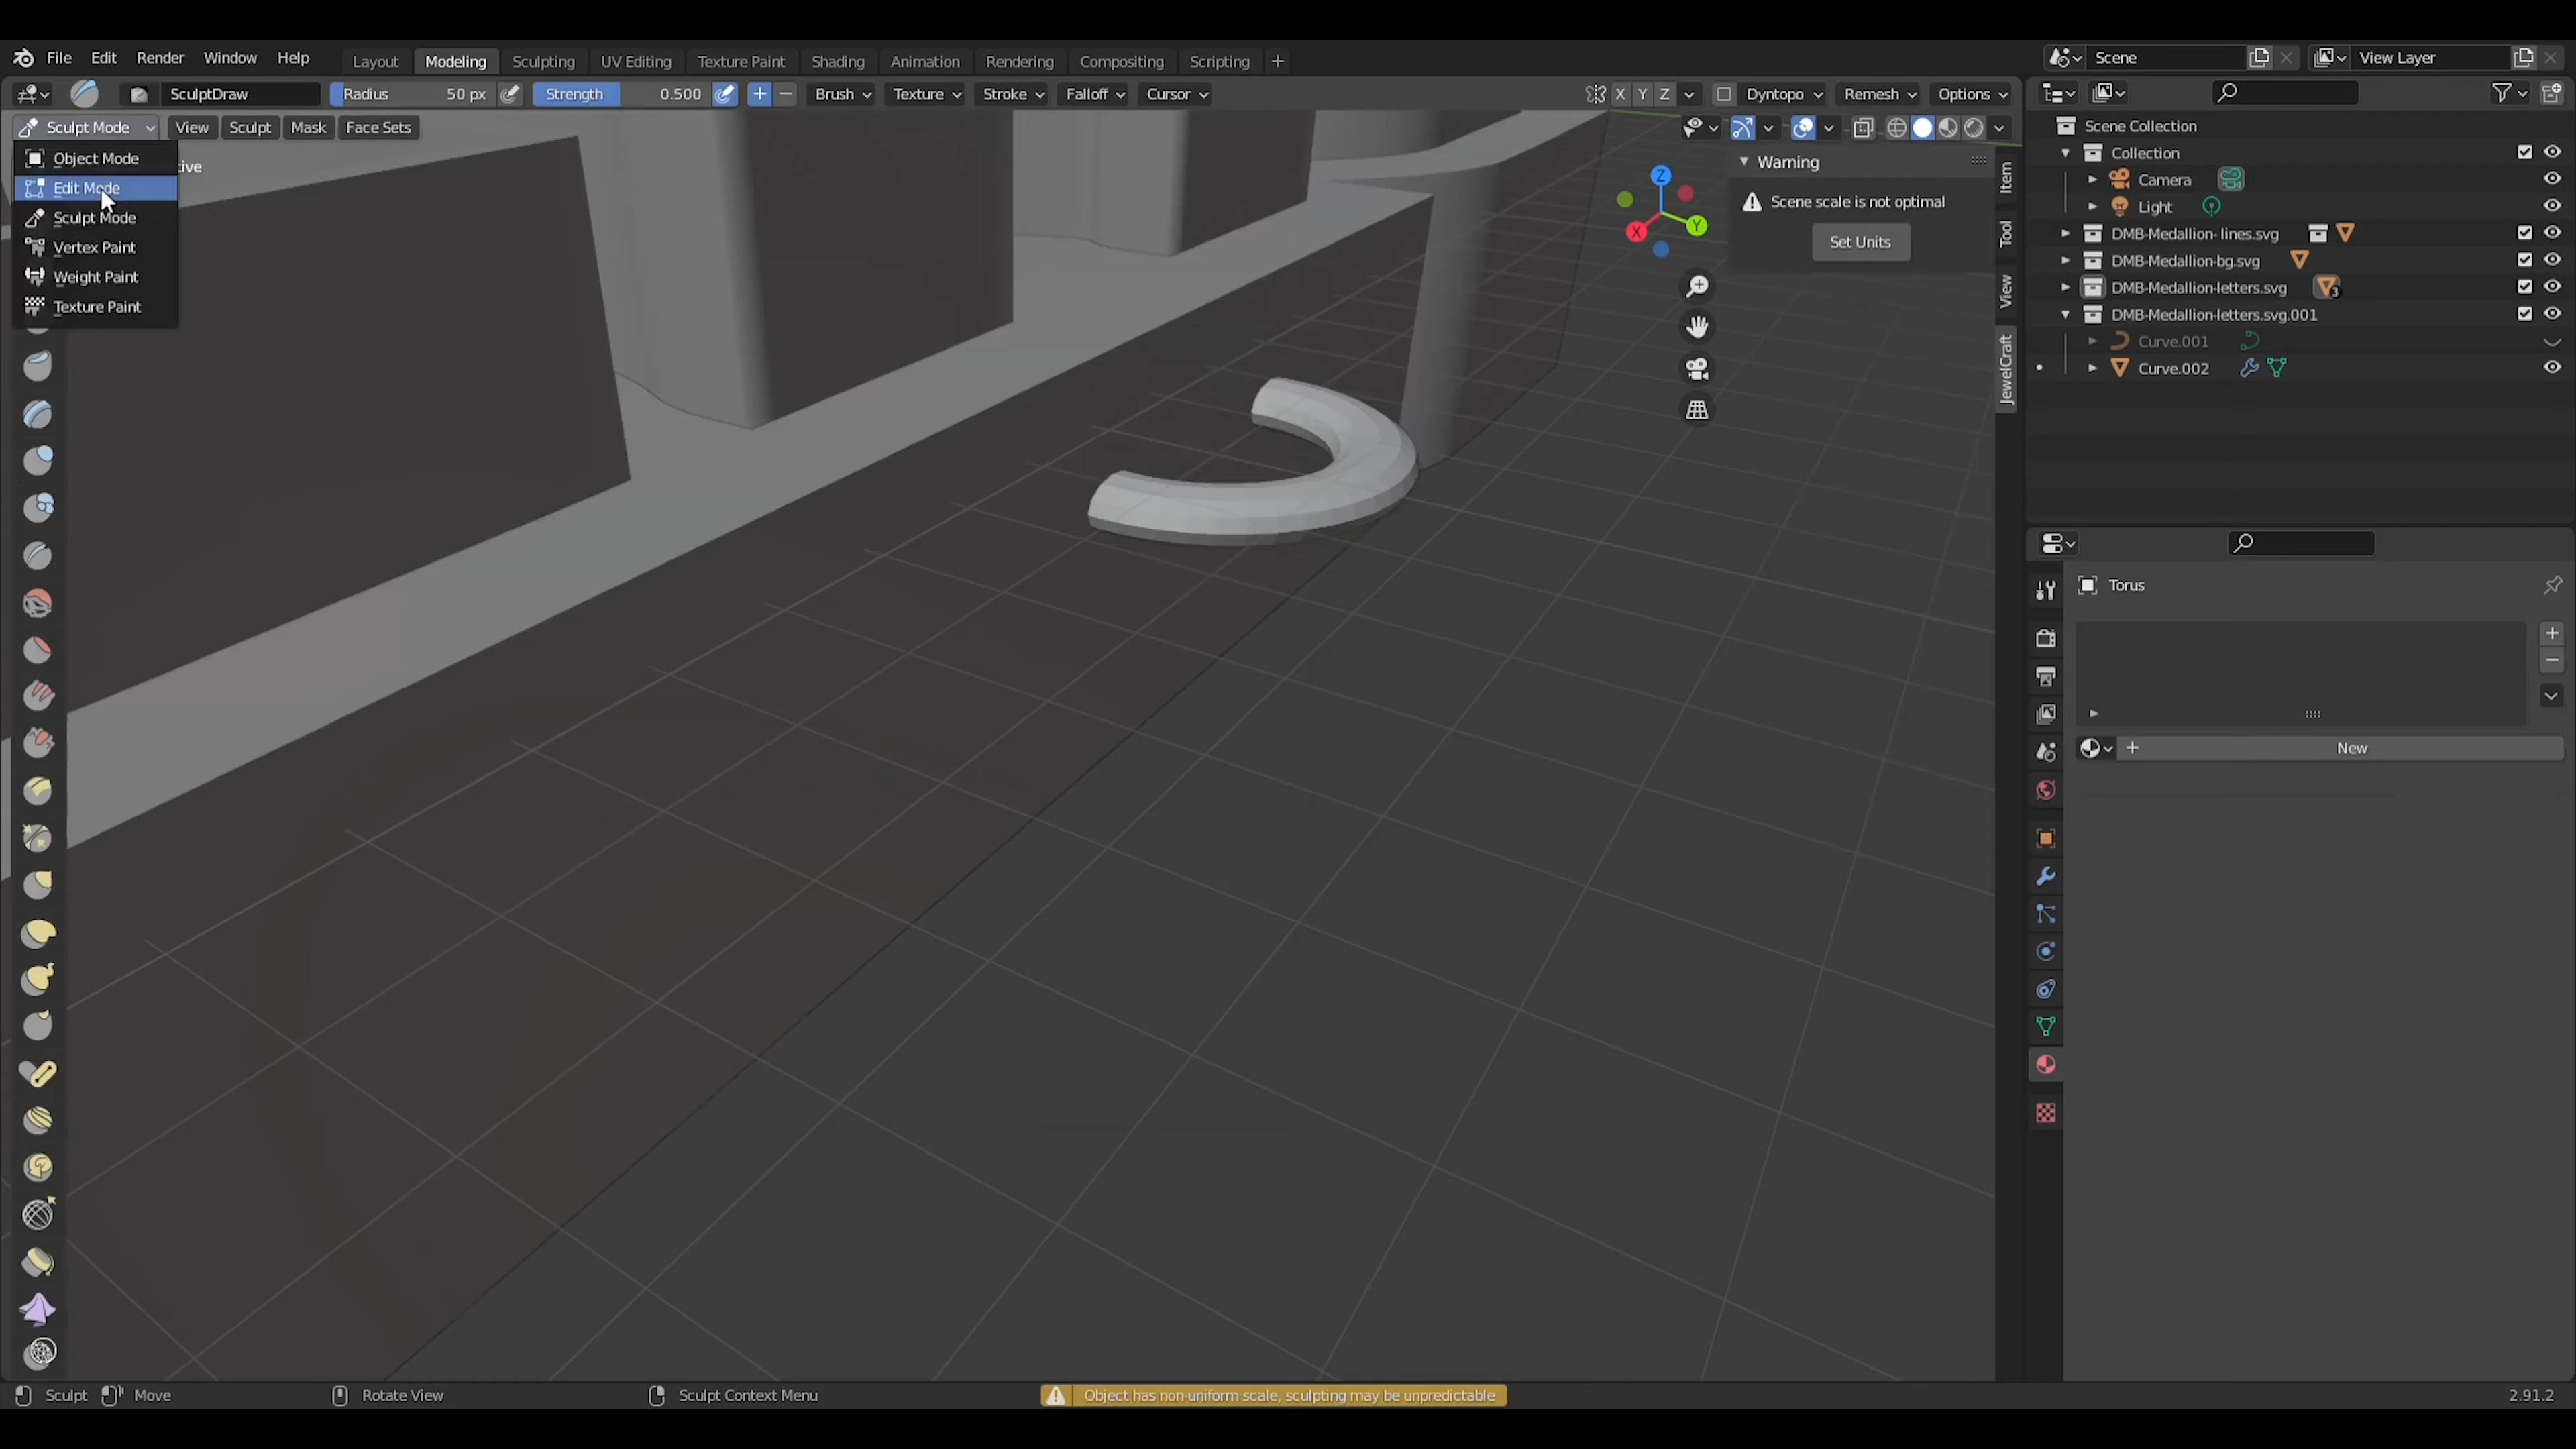 File Edit Render Window Help Layout Modeling Sculpting UV Editing Texture Paint Shading Animation Rendering Compositing Scripting + Scene View Layer
SculptDraw Radius 50 px Strength 0.500 Brush Texture Stroke Falloff Cursor X Y Z Dyntopo Remesh Options
Sculpt Mode View Sculpt Mask Face Sets
Object Mode
tive
Edit Mode
Sculpt Mode
Vertex Paint
Weight Paint
Texture Paint
Warning
Scene scale is not optimal
Set Units
Z
X
Y
Item
Tool
View
JewelCraft
Scene Collection
Collection
Camera
Light
DMB-Medallion- lines.svg
DMB-Medallion-bg.svg
DMB-Medallion-letters.svg 3
DMB-Medallion-letters.svg.001
Curve.001
Curve.002
Torus
New
Sculpt Move Rotate View Sculpt Context Menu Object has non-uniform scale, sculpting may be unpredictable 2.91.2